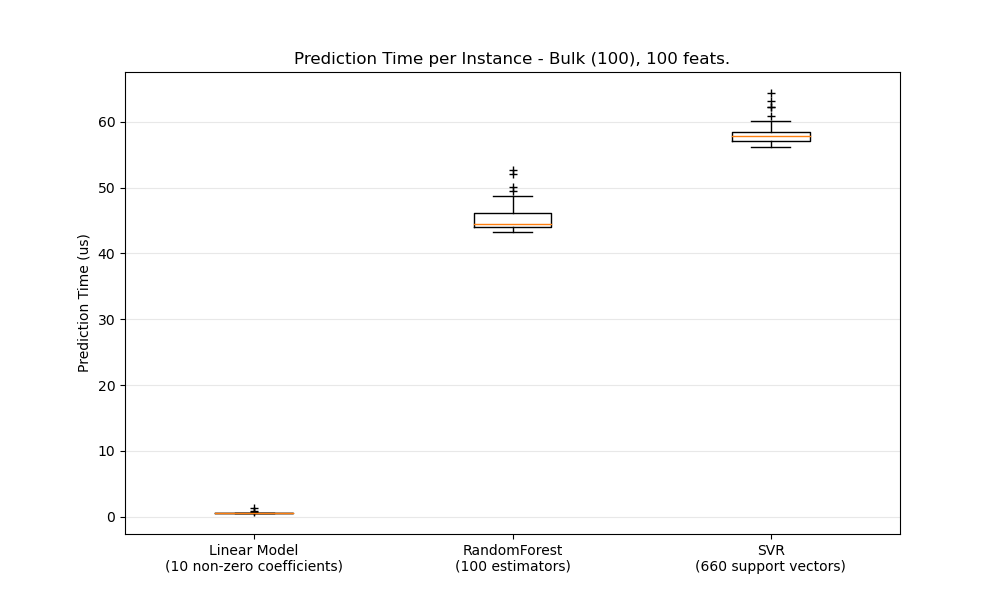 Prediction Time per Instance - Bulk (100), 100 feats.
Prediction Time (us)
60
50
40
30
20
10
0
Linear Model
(10 non-zero coefficients)
RandomForest
(100 estimators)
SVR
(660 support vectors)